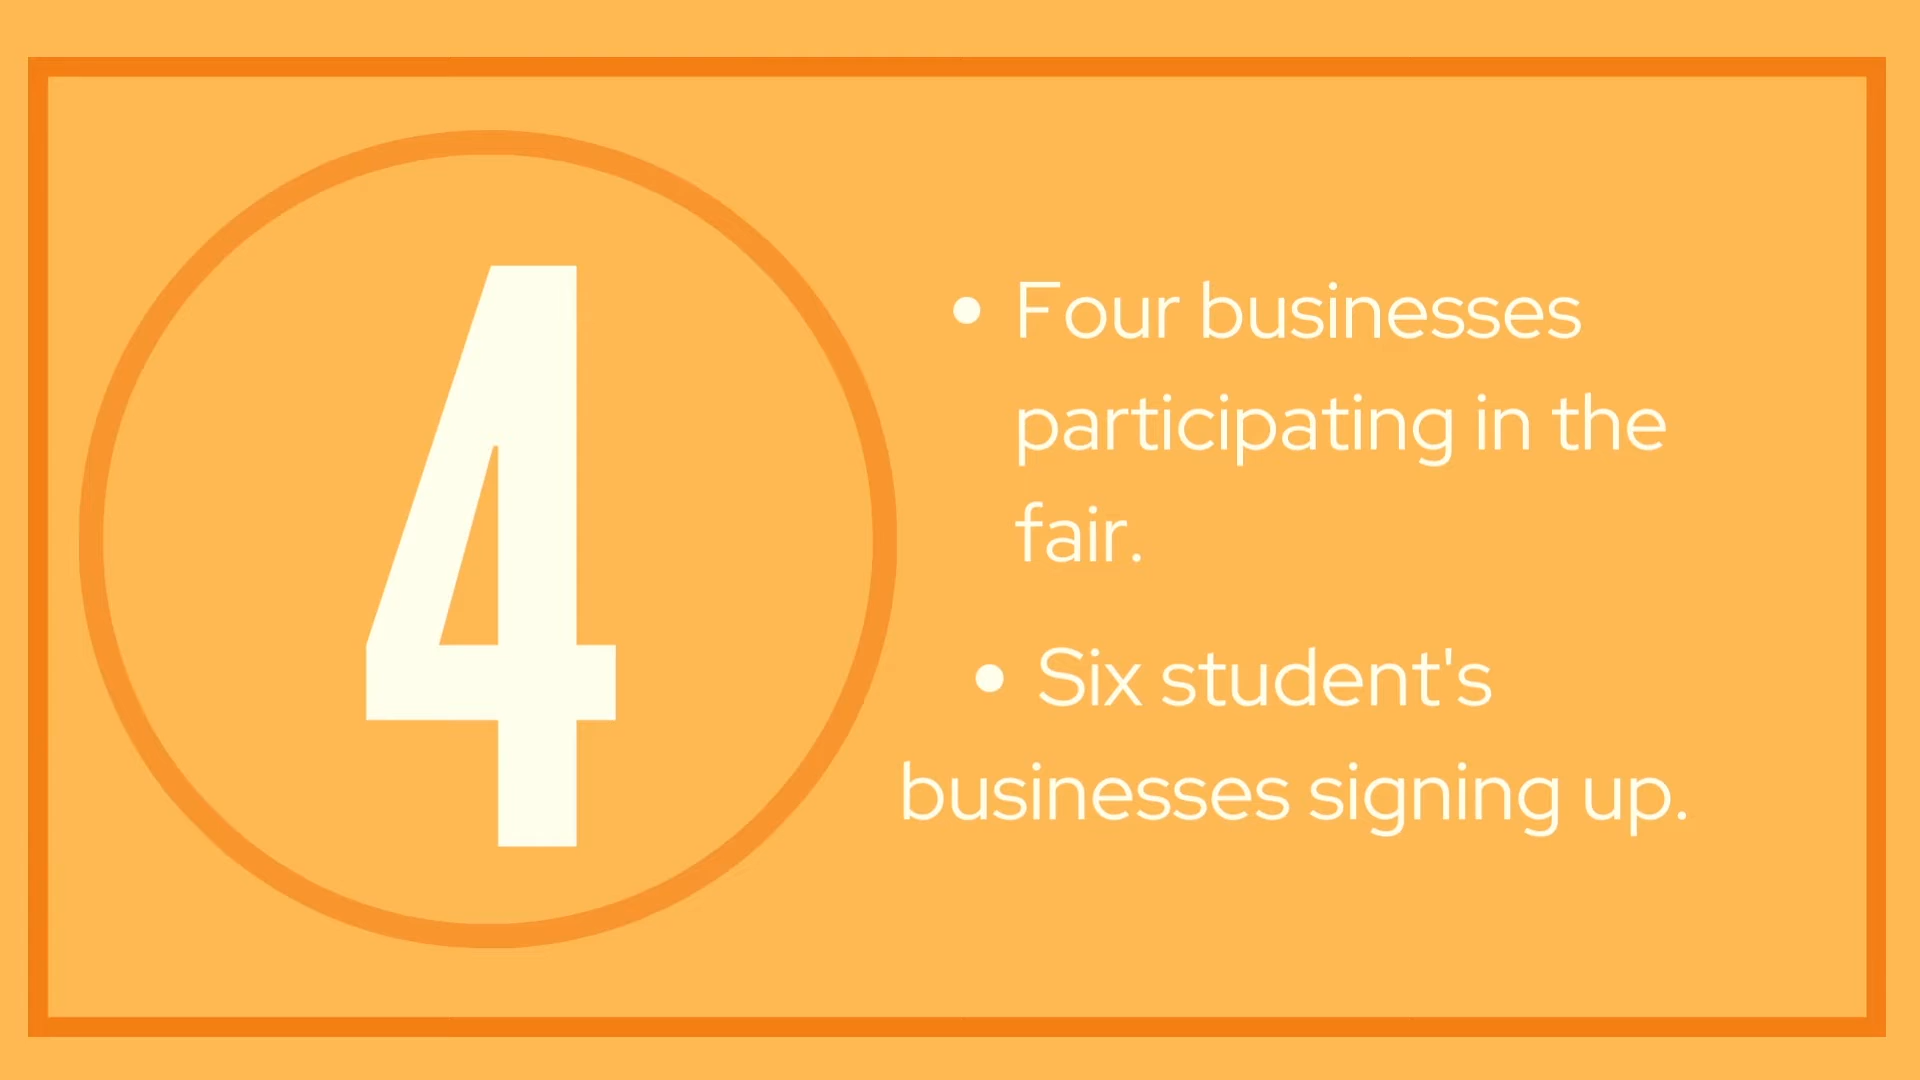 4
• Four businesses
participating in the
fair.
• Six student's
businesses signing up.